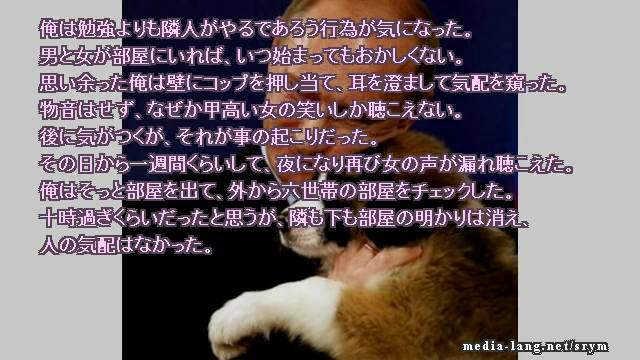 俺は勉強よりも隣人がやるであろう行為が気になった。
男と女が部屋にいれば、いつ始まってもおかしくない。
思い余った俺は壁にコップを押し当て、耳を澄まして気配を窺った。
物音はせず、なぜか甲高い女の笑いしか聴こえない。
後に気がつくが、それが事の起こりだった。
その日から一週間くらいして、夜になり再び女の声が漏れ聴こえた。
俺はそっと部屋を出て、外から六世帯の部屋をチェックした。
十時過ぎくらいだったと思うが、隣も下も部屋の明かりは消え、
人の気配はなかった。
media-lang.net/srym